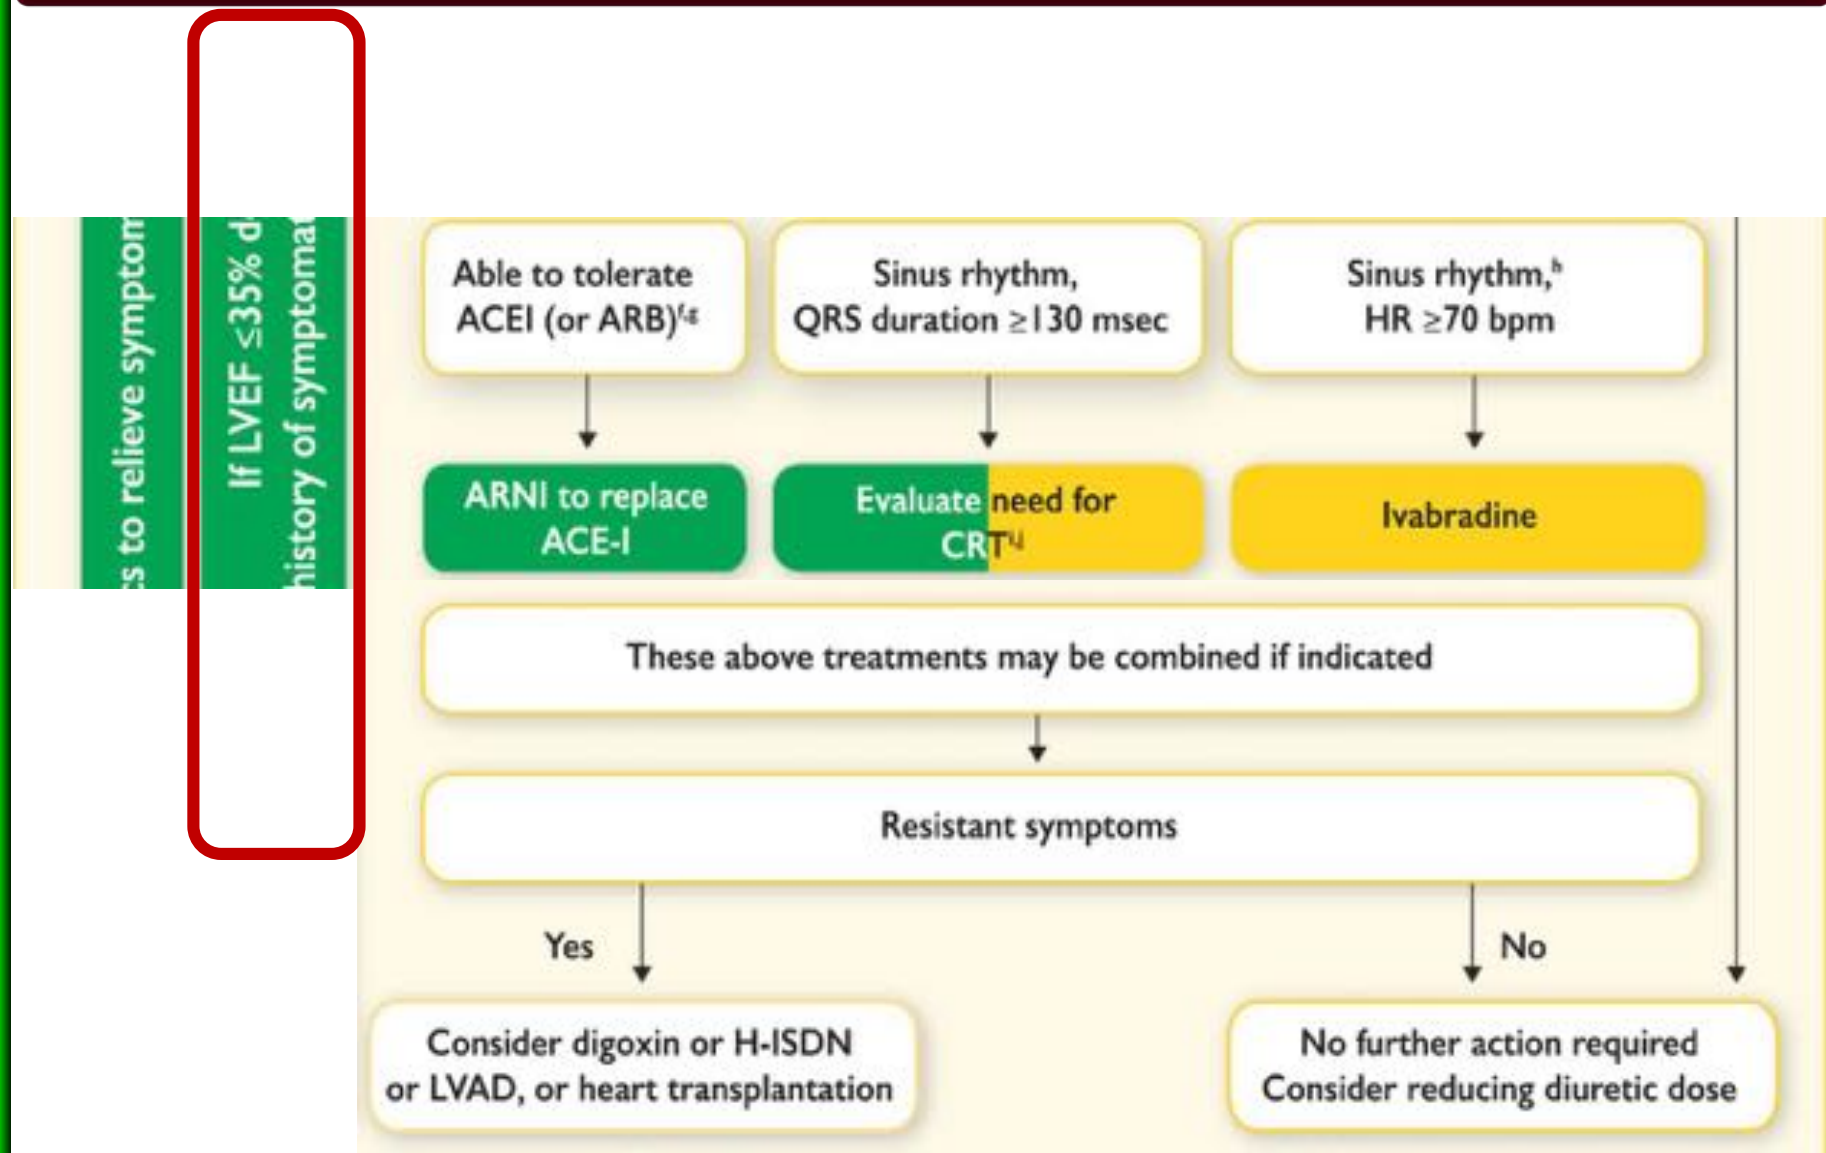 to relieve
If LVEF ≤35%
history of
Able to tolerate
ACEI (or ARB)f,g
Sinus rhythm,
QRS duration ≥130 msec
Sinus rhythm,h
HR ≥70 bpm
ARNI to replace
ACE-I
Evaluate need for
CRTi,j
Ivabradine
These above treatments may be combined if indicated
Resistant symptoms
Yes
No
Consider digoxin or H-ISDN
or LVAD, or heart transplantation
No further action required
Consider reducing diuretic dose